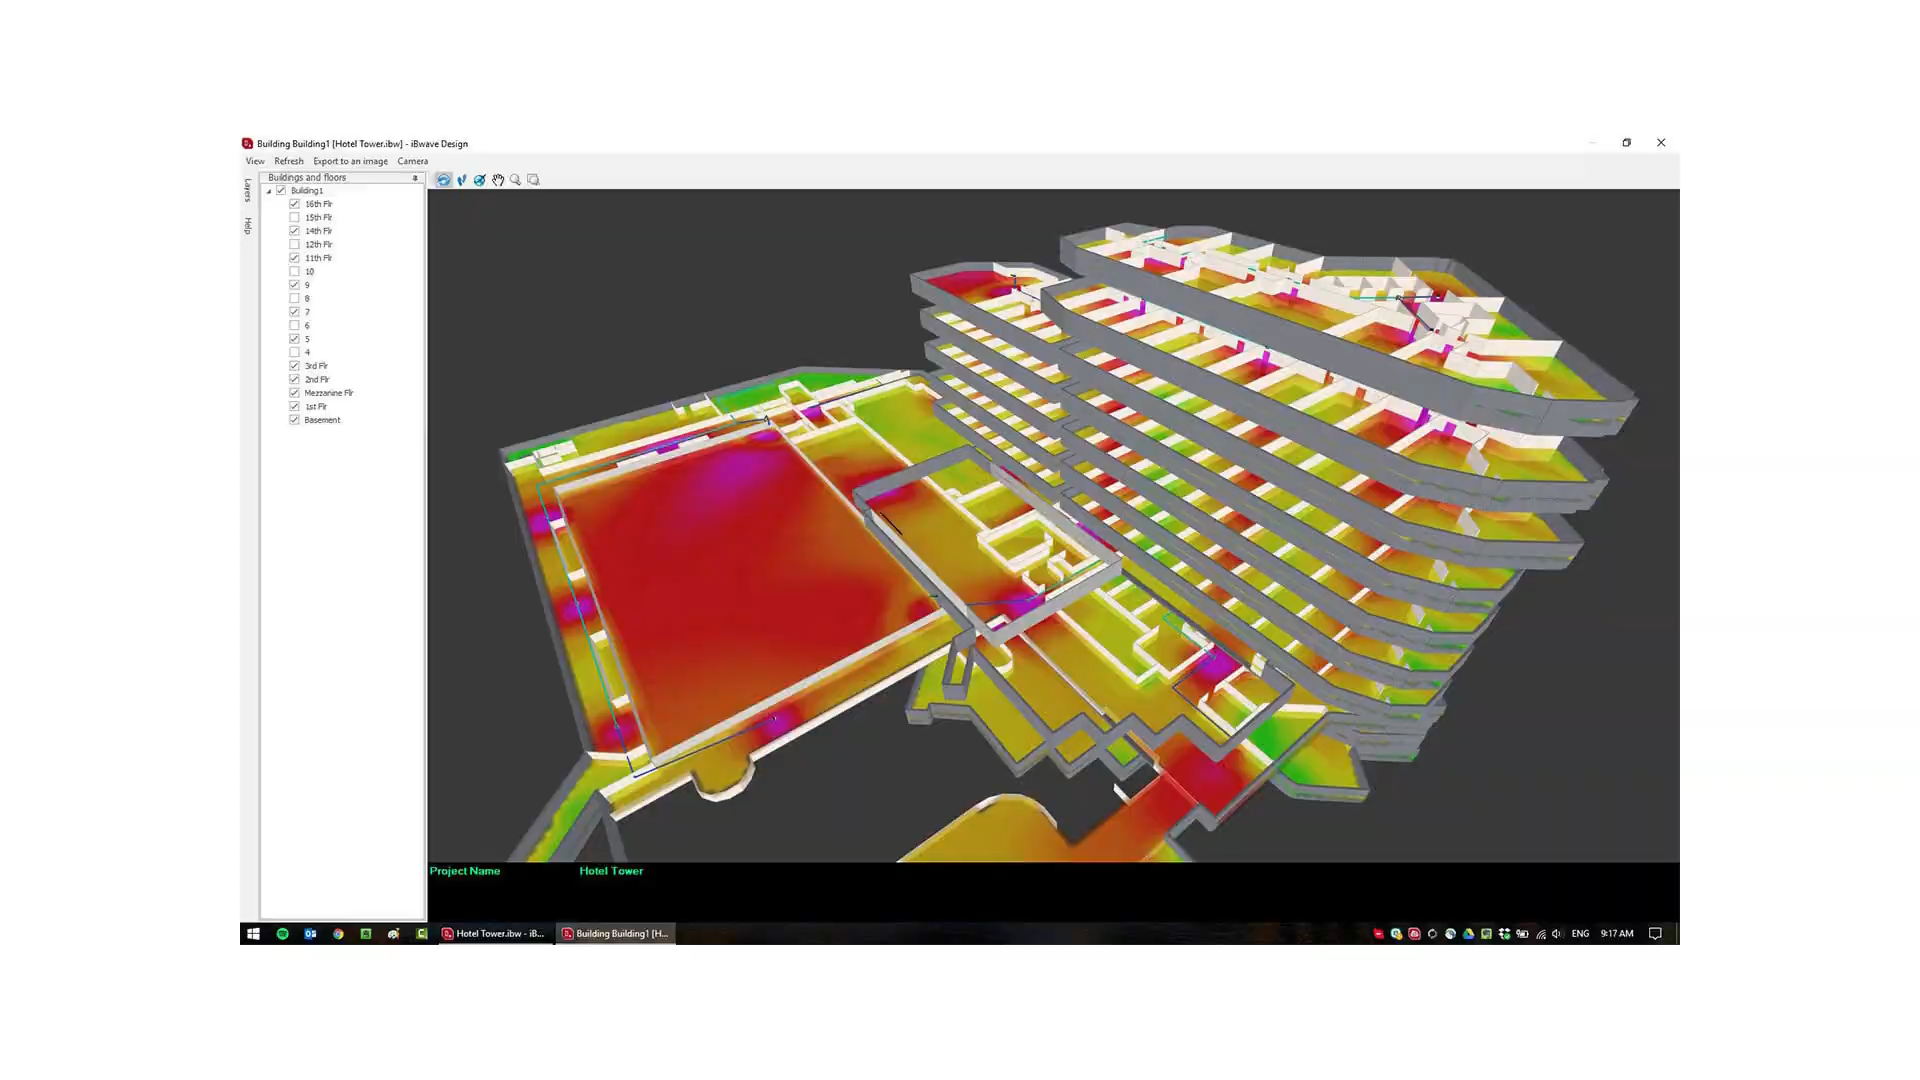 Building Building1 [Hotel Tower.ibw] - iBwave Design
View Refresh Export to an image Camera
Layers
Help
Buildings and floors
Building1
16th Flr
15th Flr
14th Flr
12th Flr
11th Flr
10
9
8
7
6
5
4
3rd Flr
2nd Flr
Mezzanine Flr
1st Flr
Basement
Project Name Hotel Tower
Hotel Tower.ibw - iB...
Building Building1 [H...
ENG 9:17 AM